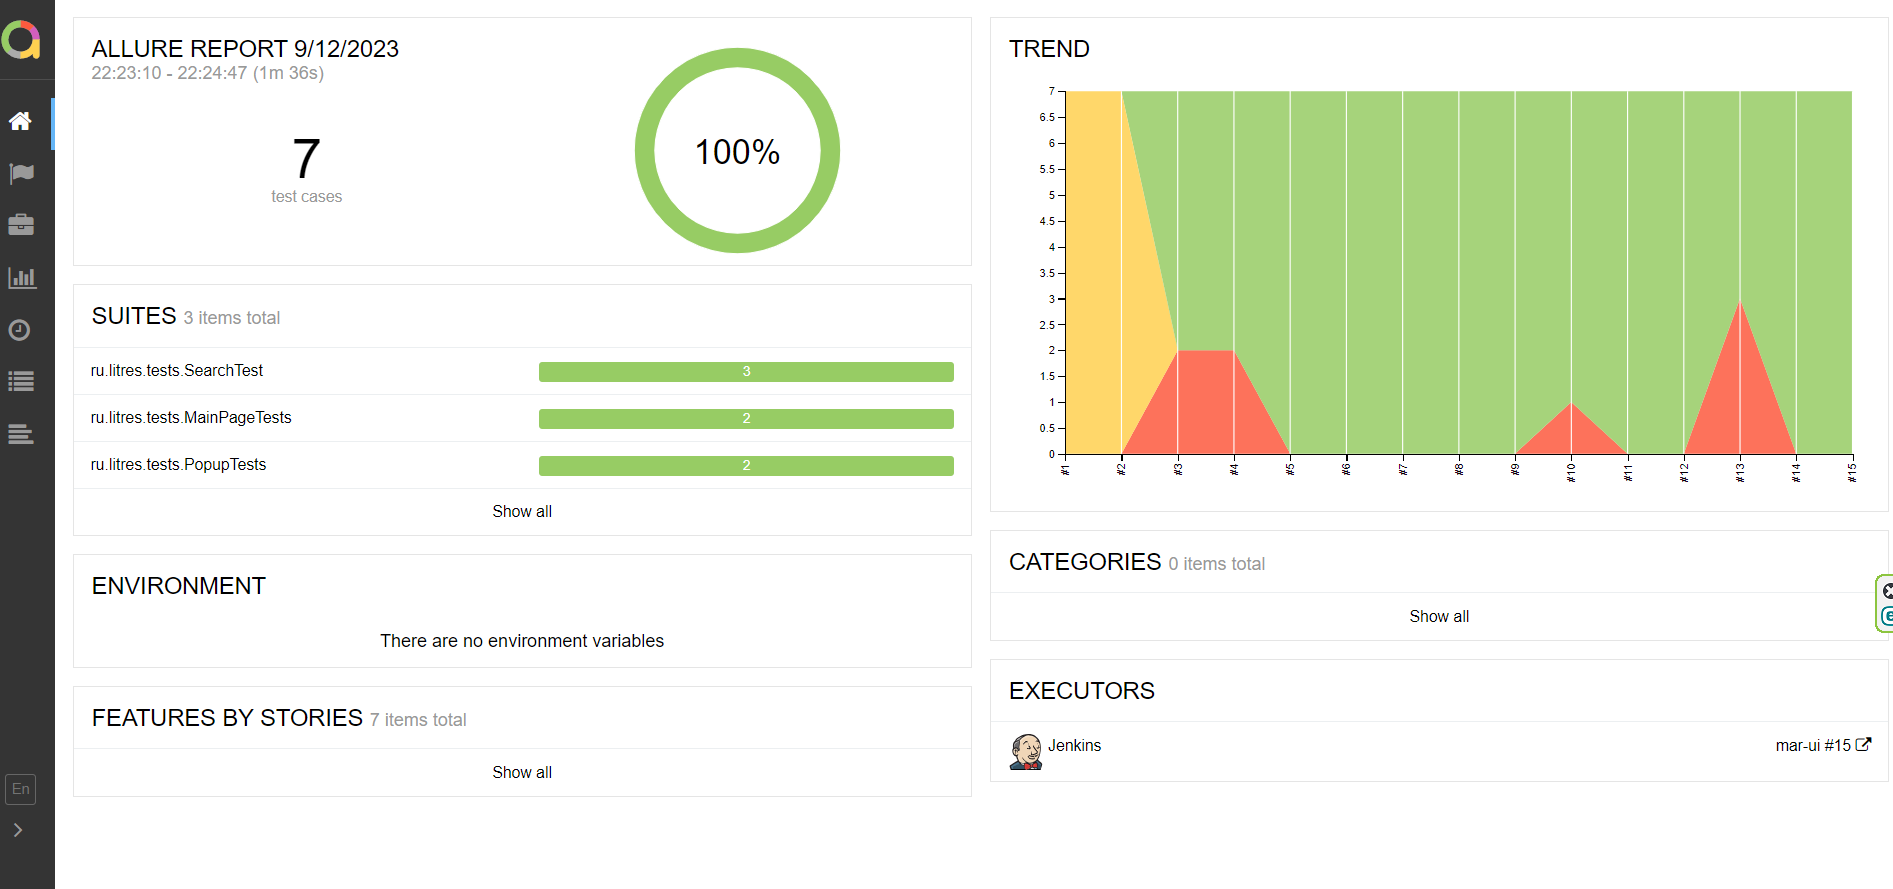 ALLURE REPORT 9/12/2023
22:23:10 - 22:24:47 (1m 36s)
7
test cases
100%
SUITES 3 items total
ru.litres.tests.SearchTest 3
ru.litres.tests.MainPageTests 2
ru.litres.tests.PopupTests 2
Show all
ENVIRONMENT
There are no environment variables
FEATURES BY STORIES 7 items total
Show all
En
TREND
7
6.5
6
5.5
5
4.5
4
3.5
3
2.5
2
1.5
1
0.5
0
#1 #2 #3 #4 #5 #6 #7 #8 #9 #10 #11 #12 #13 #14 #15
CATEGORIES 0 items total
Show all
EXECUTORS
Jenkins mar-ui #15